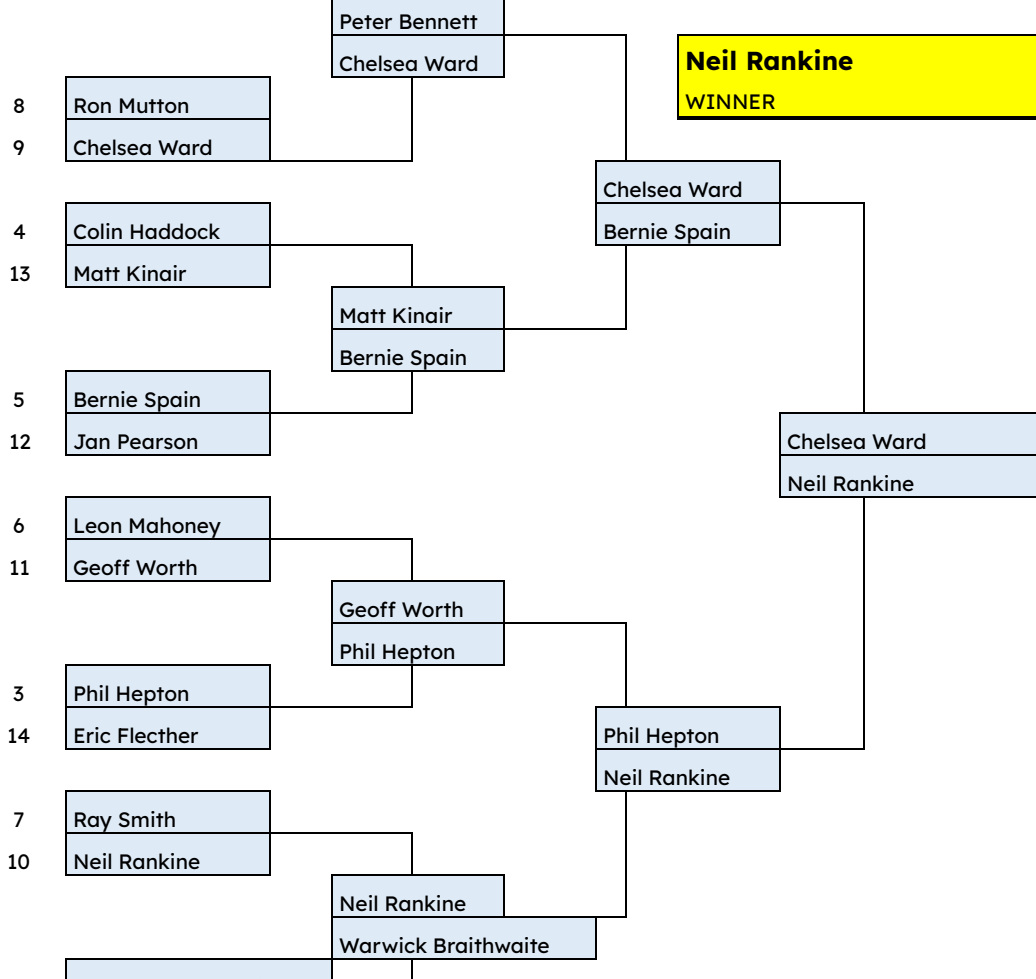 Peter Bennett
Chelsea Ward
Neil Rankine
WINNER
8 Ron Mutton
9 Chelsea Ward
Chelsea Ward
Bernie Spain
4 Colin Haddock
13 Matt Kinair
Matt Kinair
Bernie Spain
5 Bernie Spain
12 Jan Pearson
Chelsea Ward
Neil Rankine
6 Leon Mahoney
11 Geoff Worth
Geoff Worth
Phil Hepton
3 Phil Hepton
14 Eric Flecther
Phil Hepton
Neil Rankine
7 Ray Smith
10 Neil Rankine
Neil Rankine
Warwick Braithwaite